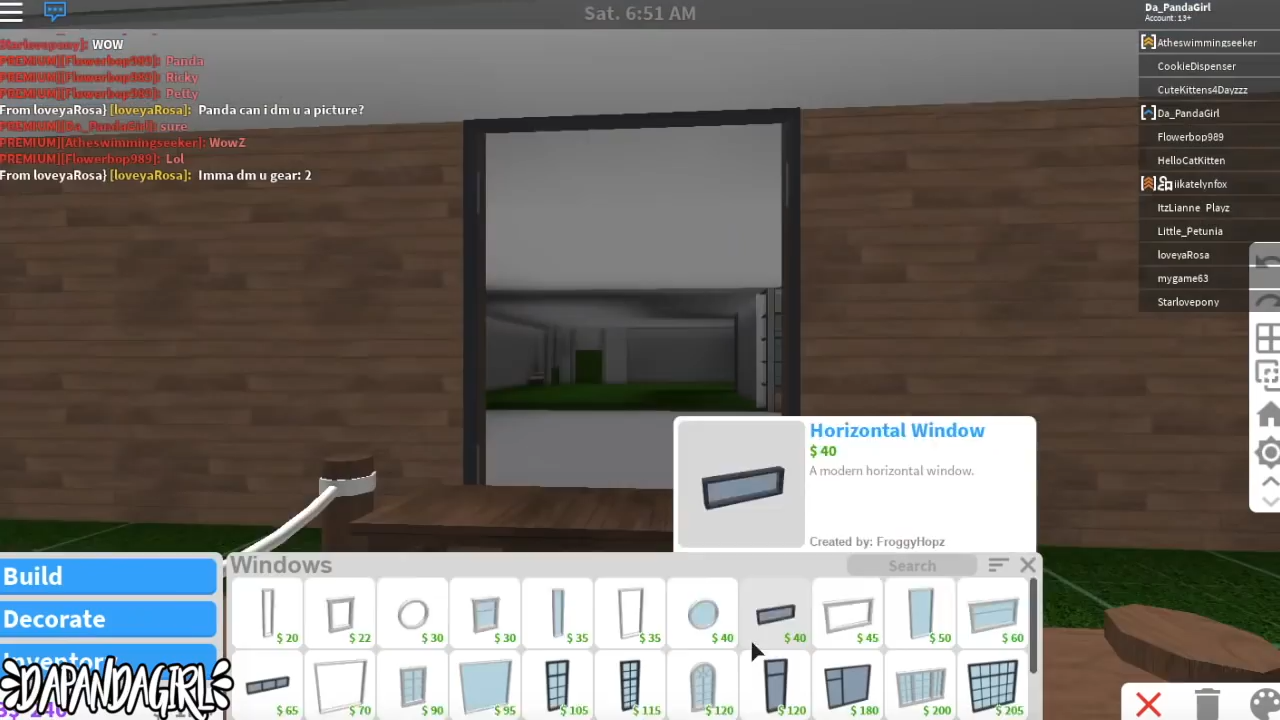 Sat. 6:51 AM
Da_PandaGirl
Account: 13+
Starlovepony]: WOW
PREMIUM][Flowerbop989]: Panda
PREMIUM][Flowerbop989]: Ricky
PREMIUM][Flowerbop989]: Petty
From loveyaRosa} [loveyaRosa]: Panda can i dm u a picture?
PREMIUM][Da_PandaGirl]: sure
PREMIUM][Atheswimmingseeker]: WowZ
PREMIUM][Flowerbop989]: Lol
From loveyaRosa} [loveyaRosa]: Imma dm u gear: 2
Atheswimmingseeker
CookieDispenser
CuteKittens4Dayzzz
Da_PandaGirl
Flowerbop989
HelloCatKitten
iikatelynfox
ItzLianne_Playz
Little_Petunia
loveyaRosa
mygame63
Starlovepony
Horizontal Window
$ 40
A modern horizontal window.
Created by: FroggyHopz
Build
Decorate
DAPANDAGIRL
Windows
Search
$ 20 $ 22 $ 30 $ 30 $ 35 $ 35 $ 40 $ 40 $ 45 $ 50 $ 60
$ 65 $ 70 $ 90 $ 95 $ 105 $ 115 $ 120 $ 120 $ 180 $ 200 $ 205